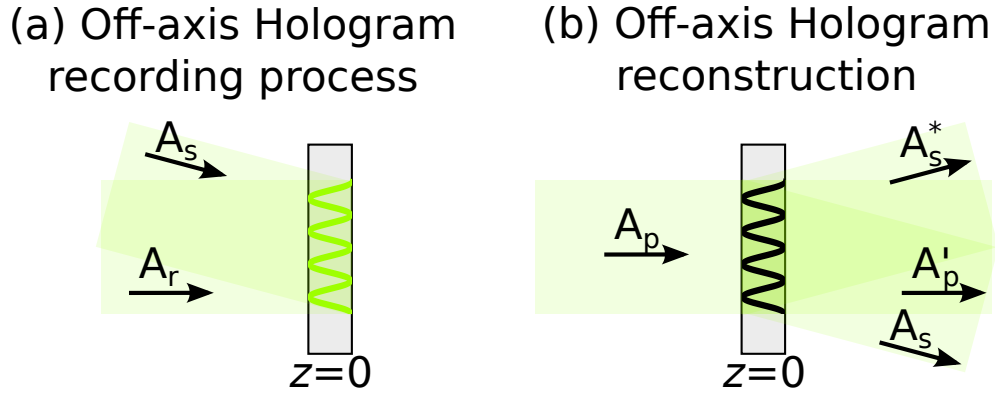 (a) Off-axis Hologram
recording process
A_s
A_r
z=0
(b) Off-axis Hologram
reconstruction
A_p
A_s^*
A'_p
A_s
z=0